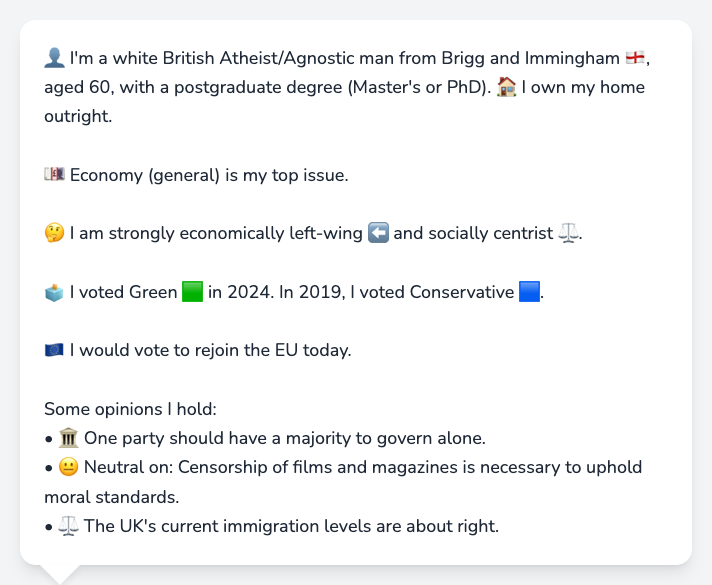 👤 I'm a white British Atheist/Agnostic man from Brigg and Immingham 🏴󠁧󠁢󠁥󠁮󠁧󠁿,
aged 60, with a postgraduate degree (Master's or PhD). 🏠 I own my home
outright.
💷 Economy (general) is my top issue.
🤔 I am strongly economically left-wing ⬅️ and socially centrist ⚖️.
🗳️ I voted Green 🟩 in 2024. In 2019, I voted Conservative 🟦.
🇪🇺 I would vote to rejoin the EU today.
Some opinions I hold:
• 🏛️ One party should have a majority to govern alone.
• 😐 Neutral on: Censorship of films and magazines is necessary to uphold
moral standards.
• ⚖️ The UK's current immigration levels are about right.